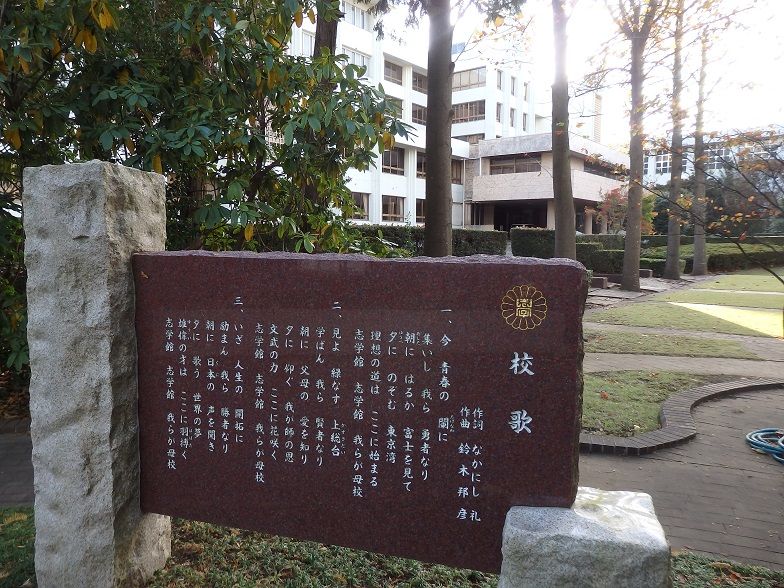 志学
校歌
作詞 なかにし 礼
作曲 鈴木邦彦
一、今 青春の 閾に
集いし 我ら 勇者なり
朝に はるか 富士を見て
夕に のぞむ 東京湾
理想の道は ここに始まる
志学館 志学館 我らが母校
二、見よ 緑なす 上総台
学ばん 我ら 賢者なり
朝に 父母の 愛を知り
夕に 仰ぐ 我が師の恩
文武の力 ここに花咲く
志学館 志学館 我らが母校
三、いざ 人生の 開拓に
励まん 我ら 勝者なり
朝に 日本の 声を聞き
夕に 歌う 世界の夢
雄飛の才は ここに羽搏く
志学館 志学館 我らが母校